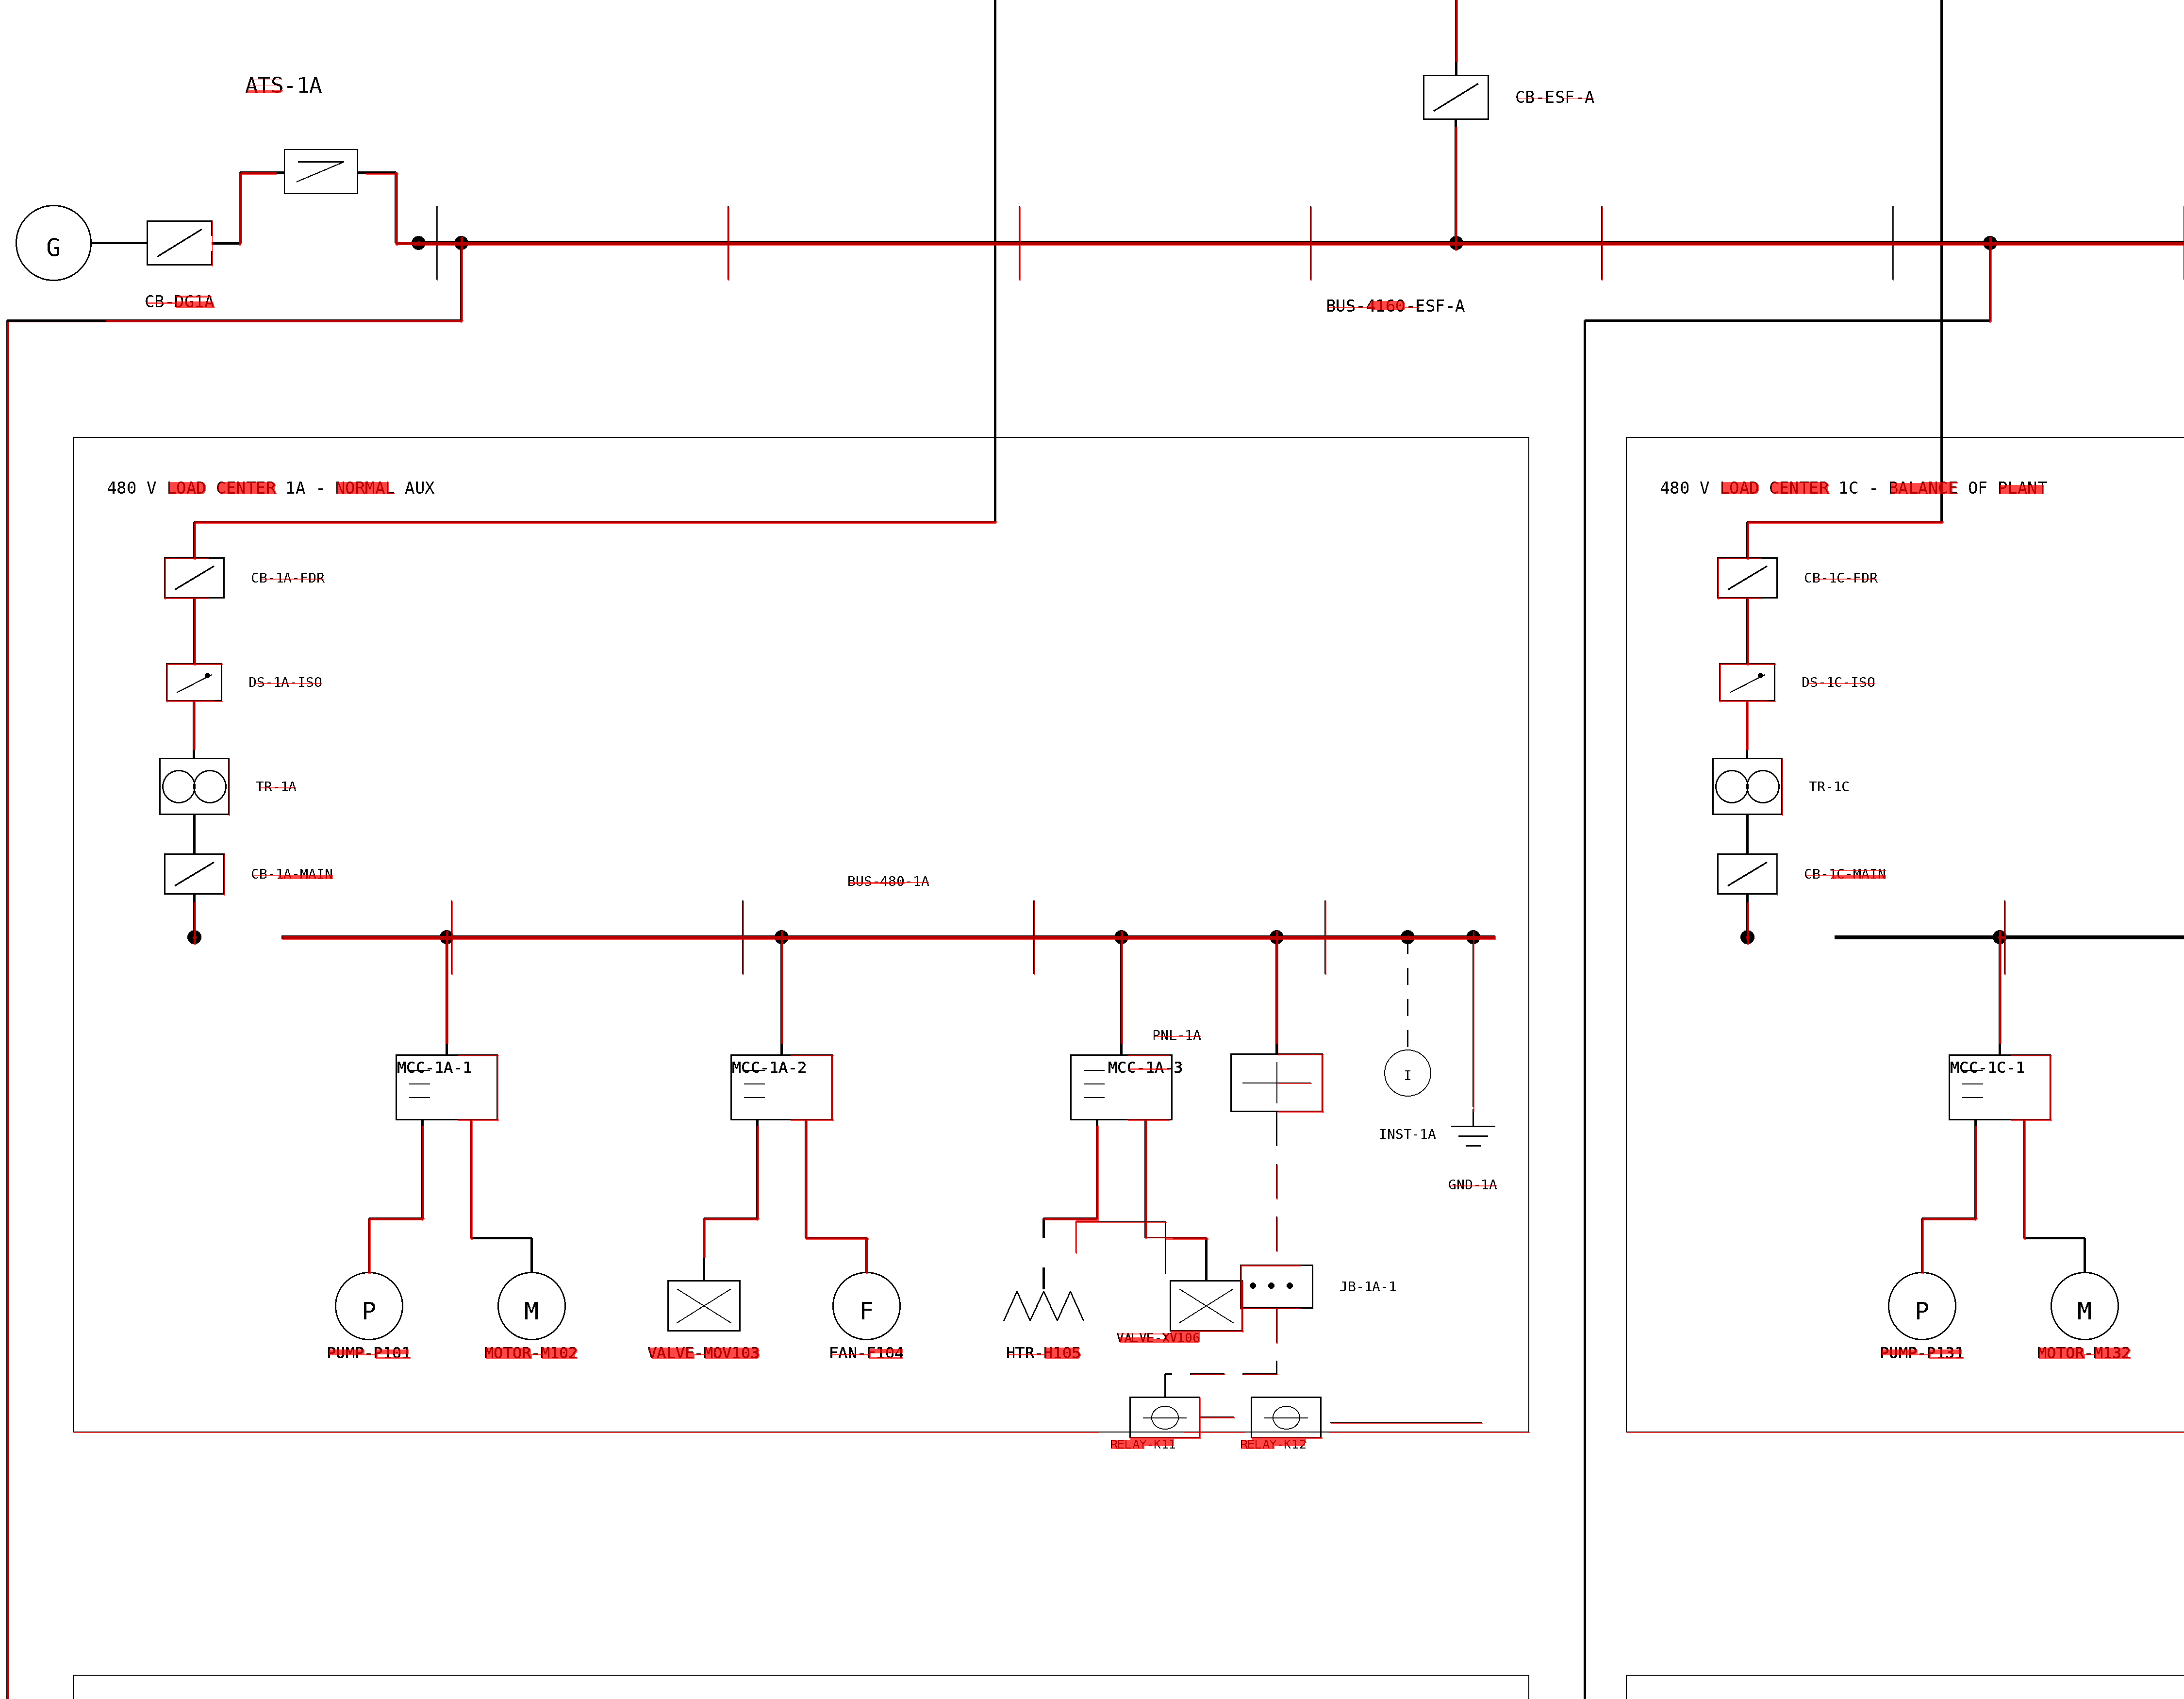 ATS-1A
CB-ESF-A
G
CB-DG1A
BUS-4160-ESF-A
480 V LOAD CENTER 1A - NORMAL AUX
480 V LOAD CENTER 1C - BALANCE OF PLANT
CB-1A-FDR
CB-1C-FDR
DS-1A-ISO
DS-1C-ISO
TR-1A
TR-1C
CB-1A-MAIN
CB-1C-MAIN
BUS-480-1A
PNL-1A
MCC-1A-1
MCC-1A-2
MCC-1A-3
I
MCC-1C-1
INST-1A
GND-1A
JB-1A-1
P
M
F
P
M
VALVE-XV106
PUMP-P101
MOTOR-M102
VALVE-MOV103
FAN-F104
HTR-H105
PUMP-P131
MOTOR-M132
RELAY-K11
RELAY-K12